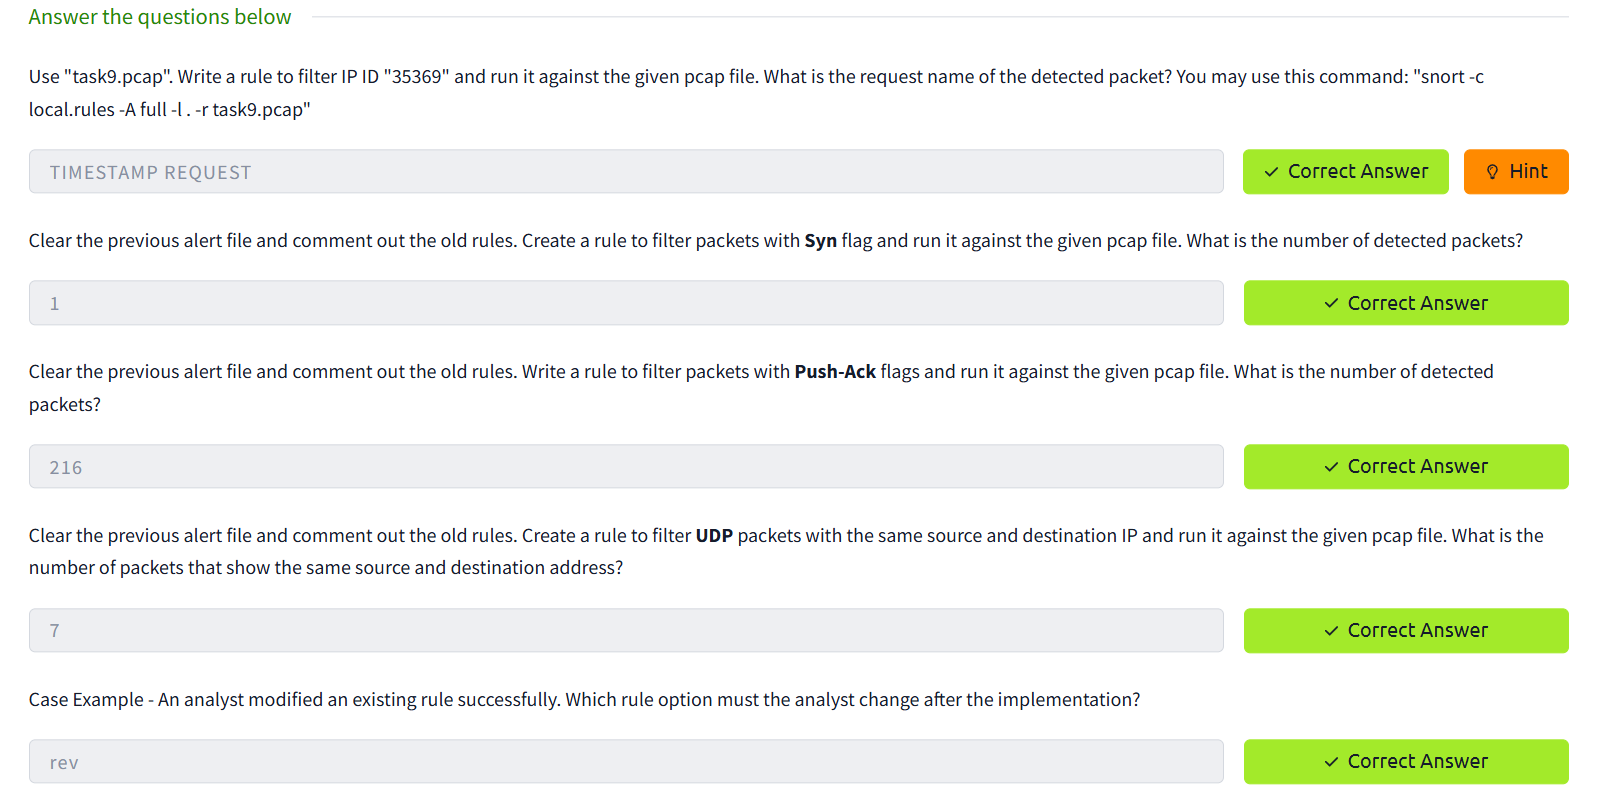 Answer the questions below
Use "task9.pcap". Write a rule to filter IP ID "35369" and run it against the given pcap file. What is the request name of the detected packet? You may use this command: "snort -c
local.rules -A full -l . -r task9.pcap"
TIMESTAMP REQUEST
Correct Answer
Hint
Clear the previous alert file and comment out the old rules. Create a rule to filter packets with Syn flag and run it against the given pcap file. What is the number of detected packets?
1
Correct Answer
Clear the previous alert file and comment out the old rules. Write a rule to filter packets with Push-Ack flags and run it against the given pcap file. What is the number of detected
packets?
216
Correct Answer
Clear the previous alert file and comment out the old rules. Create a rule to filter UDP packets with the same source and destination IP and run it against the given pcap file. What is the
number of packets that show the same source and destination address?
7
Correct Answer
Case Example - An analyst modified an existing rule successfully. Which rule option must the analyst change after the implementation?
rev
Correct Answer